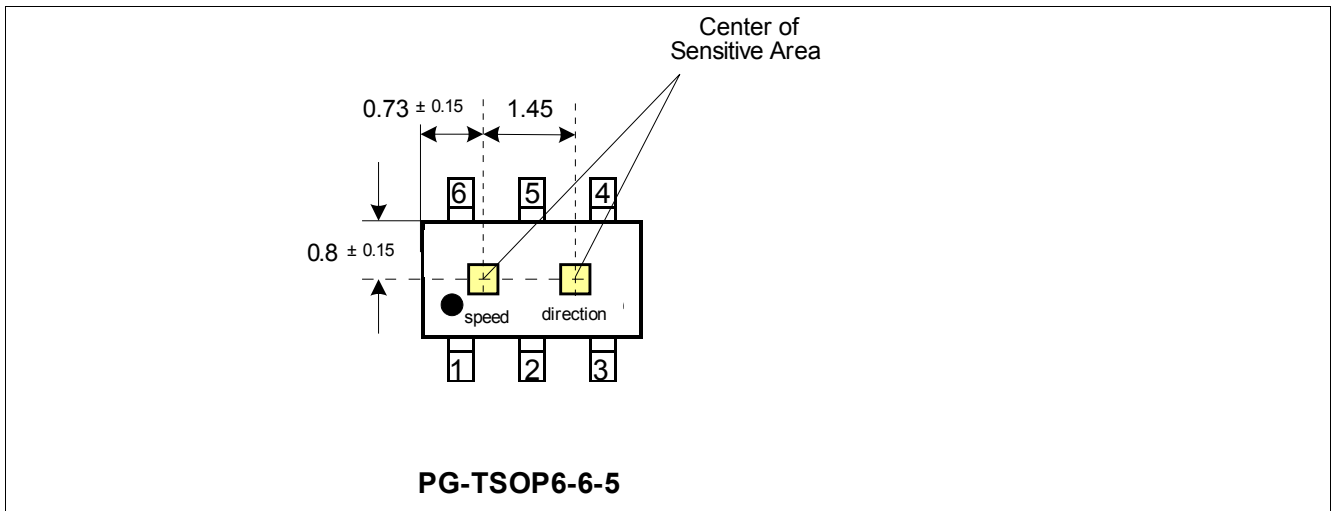 Center of
Sensitive Area
0.73 ± 0.15 1.45
6 5 4
0.8 ± 0.15
speed direction
1 2 3
PG-TSOP6-6-5